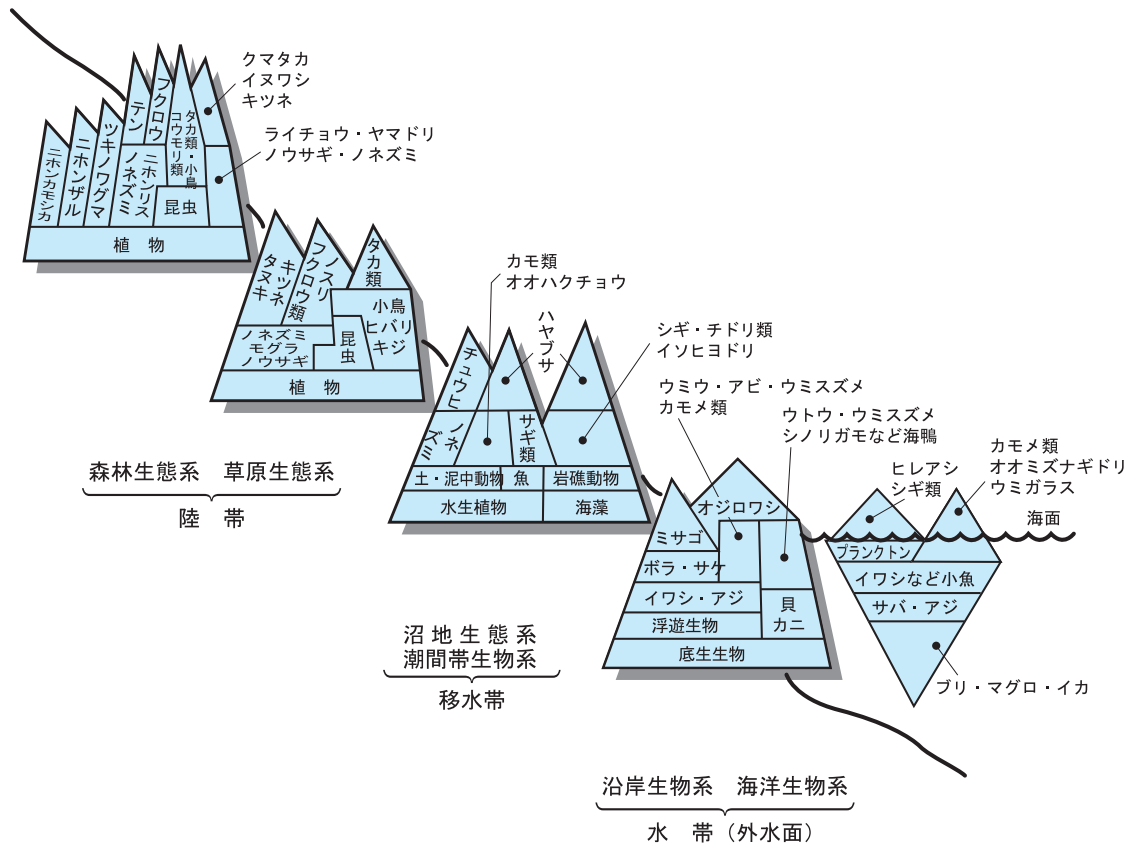 クマタカ
イヌワシ
キツネ
ライチョウ・ヤマドリ
ノウサギ・ノネズミ
ニホンカモシカ
ニホンザル
ツキノワグマ
テン
フクロウ
コウモリ類
タカ類・小鳥
ノネズミ
ニホンリス
昆虫
植　物
タヌキ
キツネ
フクロウ類
ノスリ
タカ類
ノネズミ
モグラ
ノウサギ
昆虫
小鳥
ヒバリ
キジ
植　物
森林生態系　草原生態系
陸　帯
カモ類
オオハクチョウ
ハヤブサ
シギ・チドリ類
イソヒヨドリ
チュウヒ
ノネズミ
サギ類
土・泥中動物
魚
岩礁動物
水生植物
海藻
沼地生態系
潮間帯生物系
移水帯
ウミウ・アビ・ウミスズメ
カモメ類
ウトウ・ウミスズメ
シノリガモなど海鴨
オジロワシ
ミサゴ
ボラ・サケ
イワシ・アジ
浮遊生物
貝
カニ
底生生物
ヒレアシ
シギ類
カモメ類
オオミズナギドリ
ウミガラス
海面
プランクトン
イワシなど小魚
サバ・アジ
ブリ・マグロ・イカ
沿岸生物系　海洋生物系
水　帯（外水面）